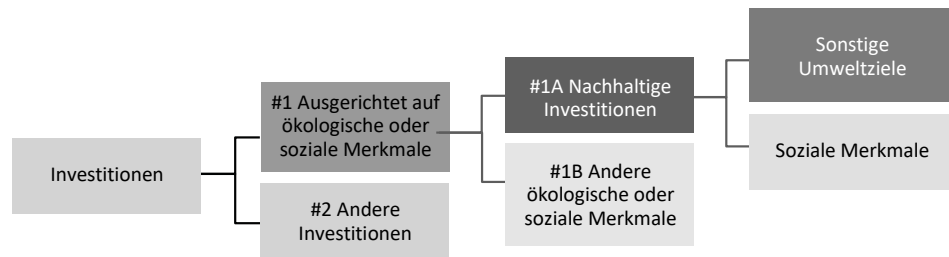 Investitionen
#1 Ausgerichtet auf
ökologische oder
soziale Merkmale
#2 Andere
Investitionen
#1A Nachhaltige
Investitionen
#1B Andere
ökologische oder
soziale Merkmale
Sonstige
Umweltziele
Soziale Merkmale